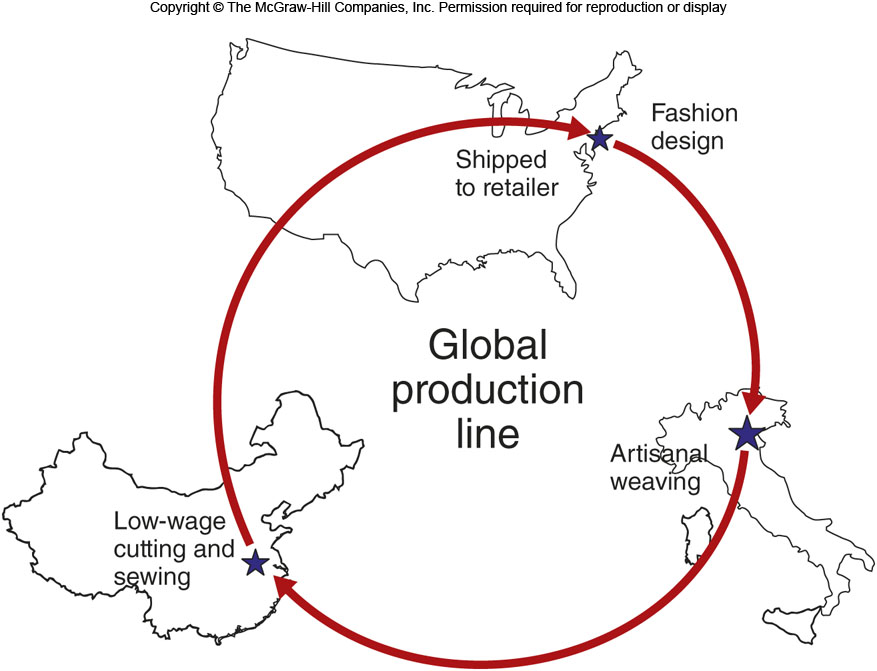 Copyright © The McGraw-Hill Companies, Inc. Permission required for reproduction or display
Fashion
design
Shipped
to retailer
Global
production
line
Artisanal
weaving
Low-wage
cutting and
sewing